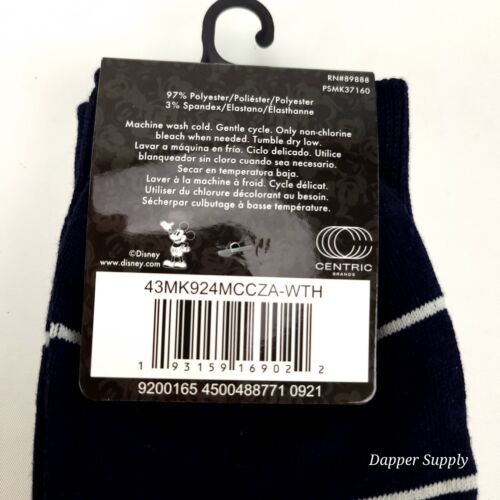 RN#89888
PSMK37160
97% Polyester/Poliéster/Polyester
3% Spandex/Elastano/Élasthanne
Machine wash cold. Gentle cycle. Only non-chlorine
bleach when needed. Tumble dry low.
Lavar a máquina en frío. Ciclo delicado. Utilice
blanqueador sin cloro cuando sea necesario.
Secar en temperatura baja.
Laver à la machine à froid. Cycle délicat.
Utiliser du chlorure décolorant au besoin.
Sécherpar culbutage à basse température.
©Disney
www.disney.com
CENTRIC
BRANDS
43MK924MCCZA-WTH
1 93159 16902 2
9200165 4500488771 0921
Dapper Supply